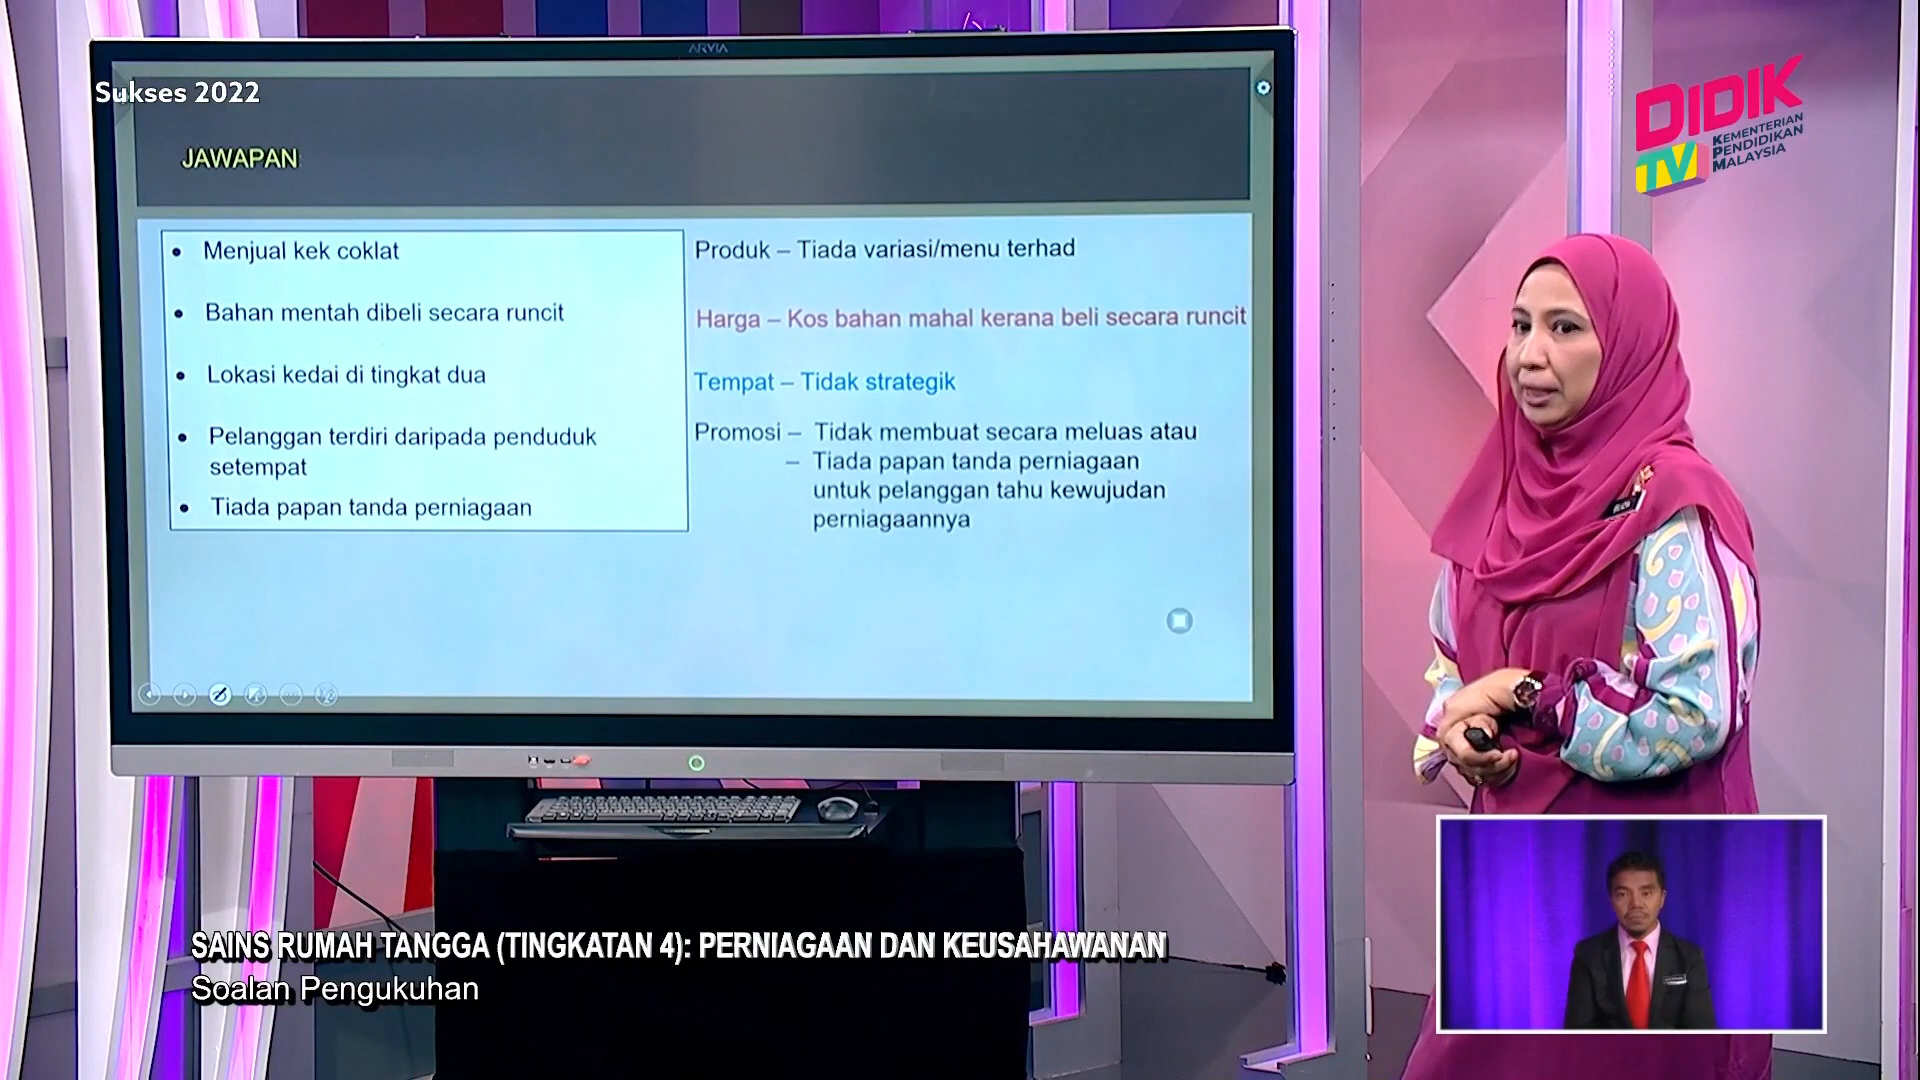 ARVIA
Sukses 2022
JAWAPAN
• Menjual kek coklat
• Bahan mentah dibeli secara runcit
• Lokasi kedai di tingkat dua
• Pelanggan terdiri daripada penduduk
setempat
• Tiada papan tanda perniagaan
Produk – Tiada variasi/menu terhad
Harga – Kos bahan mahal kerana beli secara runcit
Tempat – Tidak strategik
Promosi – Tidak membuat secara meluas atau
– Tiada papan tanda perniagaan
untuk pelanggan tahu kewujudan
perniagaannya
DIDIK
TV
KEMENTERIAN
PENDIDIKAN
MALAYSIA
SAINS RUMAH TANGGA (TINGKATAN 4): PERNIAGAAN DAN KEUSAHAWANAN
Soalan Pengukuhan